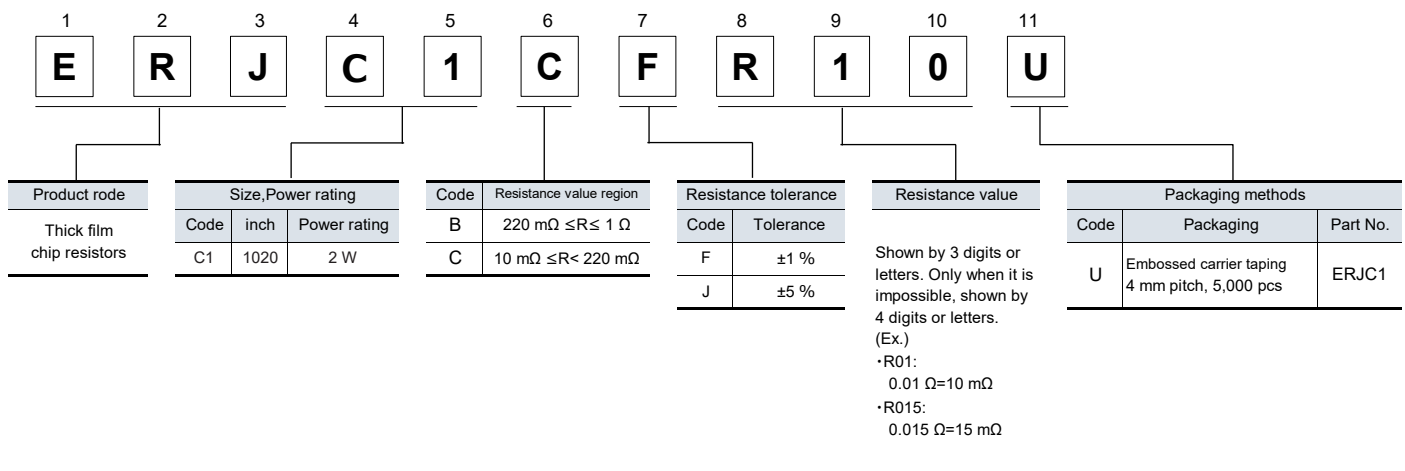 1 2 3 4 5 6 7 8 9 10 11
E R J C 1 C F R 1 0 U
Product rode
Thick film
chip resistors
Size,Power rating
Code inch Power rating
C1 1020 2 W
Code Resistance value region
B 220 mΩ ≤R≤ 1 Ω
C 10 mΩ ≤R< 220 mΩ
Resistance tolerance
Code Tolerance
F ±1 %
J ±5 %
Resistance value
Shown by 3 digits or
letters. Only when it is
impossible, shown by
4 digits or letters.
(Ex.)
・R01:
0.01 Ω=10 mΩ
・R015:
0.015 Ω=15 mΩ
Packaging methods
Code Packaging Part No.
U Embossed carrier taping
4 mm pitch, 5,000 pcs
ERJC1